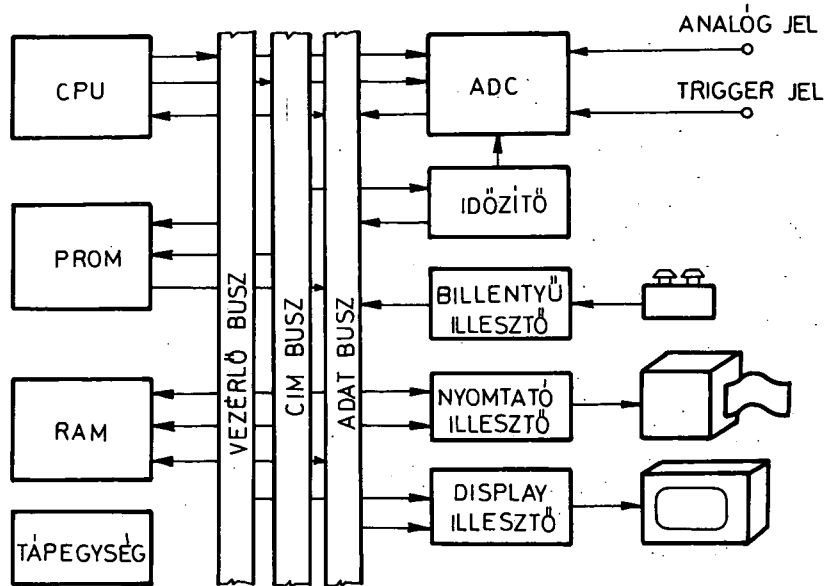 ANALÓG JEL
CPU
ADC
TRIGGER JEL
IDŐZÍTŐ
PROM
BILLENTYŰ
ILLESZTŐ
VEZÉRLŐ BUSZ
CIM BUSZ
ADAT BUSZ
RAM
NYOMTATÓ
ILLESZTŐ
DISPLAY
ILLESZTŐ
TÁPEGYSÉG